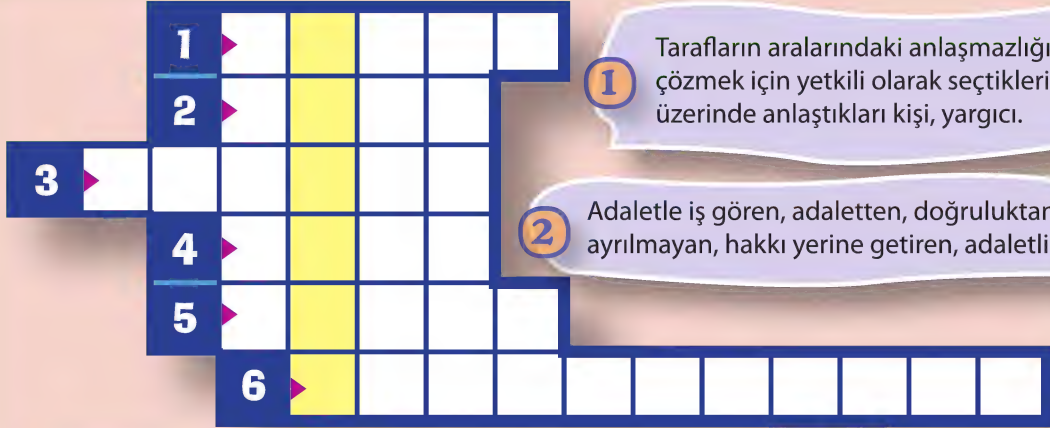 1
2
3
4
5
6
1
Tarafların aralarındaki anlaşmazlığı
çözmek için yetkili olarak seçtikleri
üzerinde anlaştıkları kişi, yargıcı.
2
Adaletle iş gören, adaletten, doğruluktan
ayrılmayan, hakkı yerine getiren, adaletli